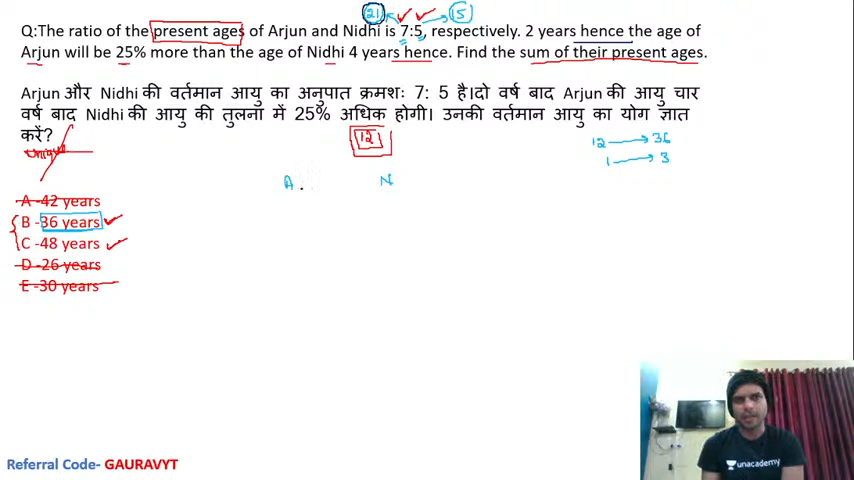 21 15
Q:The ratio of the present ages of Arjun and Nidhi is 7:5, respectively. 2 years hence the age of
Arjun will be 25% more than the age of Nidhi 4 years hence. Find the sum of their present ages.
Arjun और Nidhi की वर्तमान आयु का अनुपात क्रमशः 7: 5 है।दो वर्ष बाद Arjun की आयु चार
वर्ष बाद Nidhi की आयु की तुलना में 25% अधिक होगी। उनकी वर्तमान आयु का योग ज्ञात
करें?
12
12 → 36
Unique
1 → 3
A N
A -42 years
B -36 years
C -48 years
D -26 years
E -30 years
unacademy
Referral Code- GAURAVYT